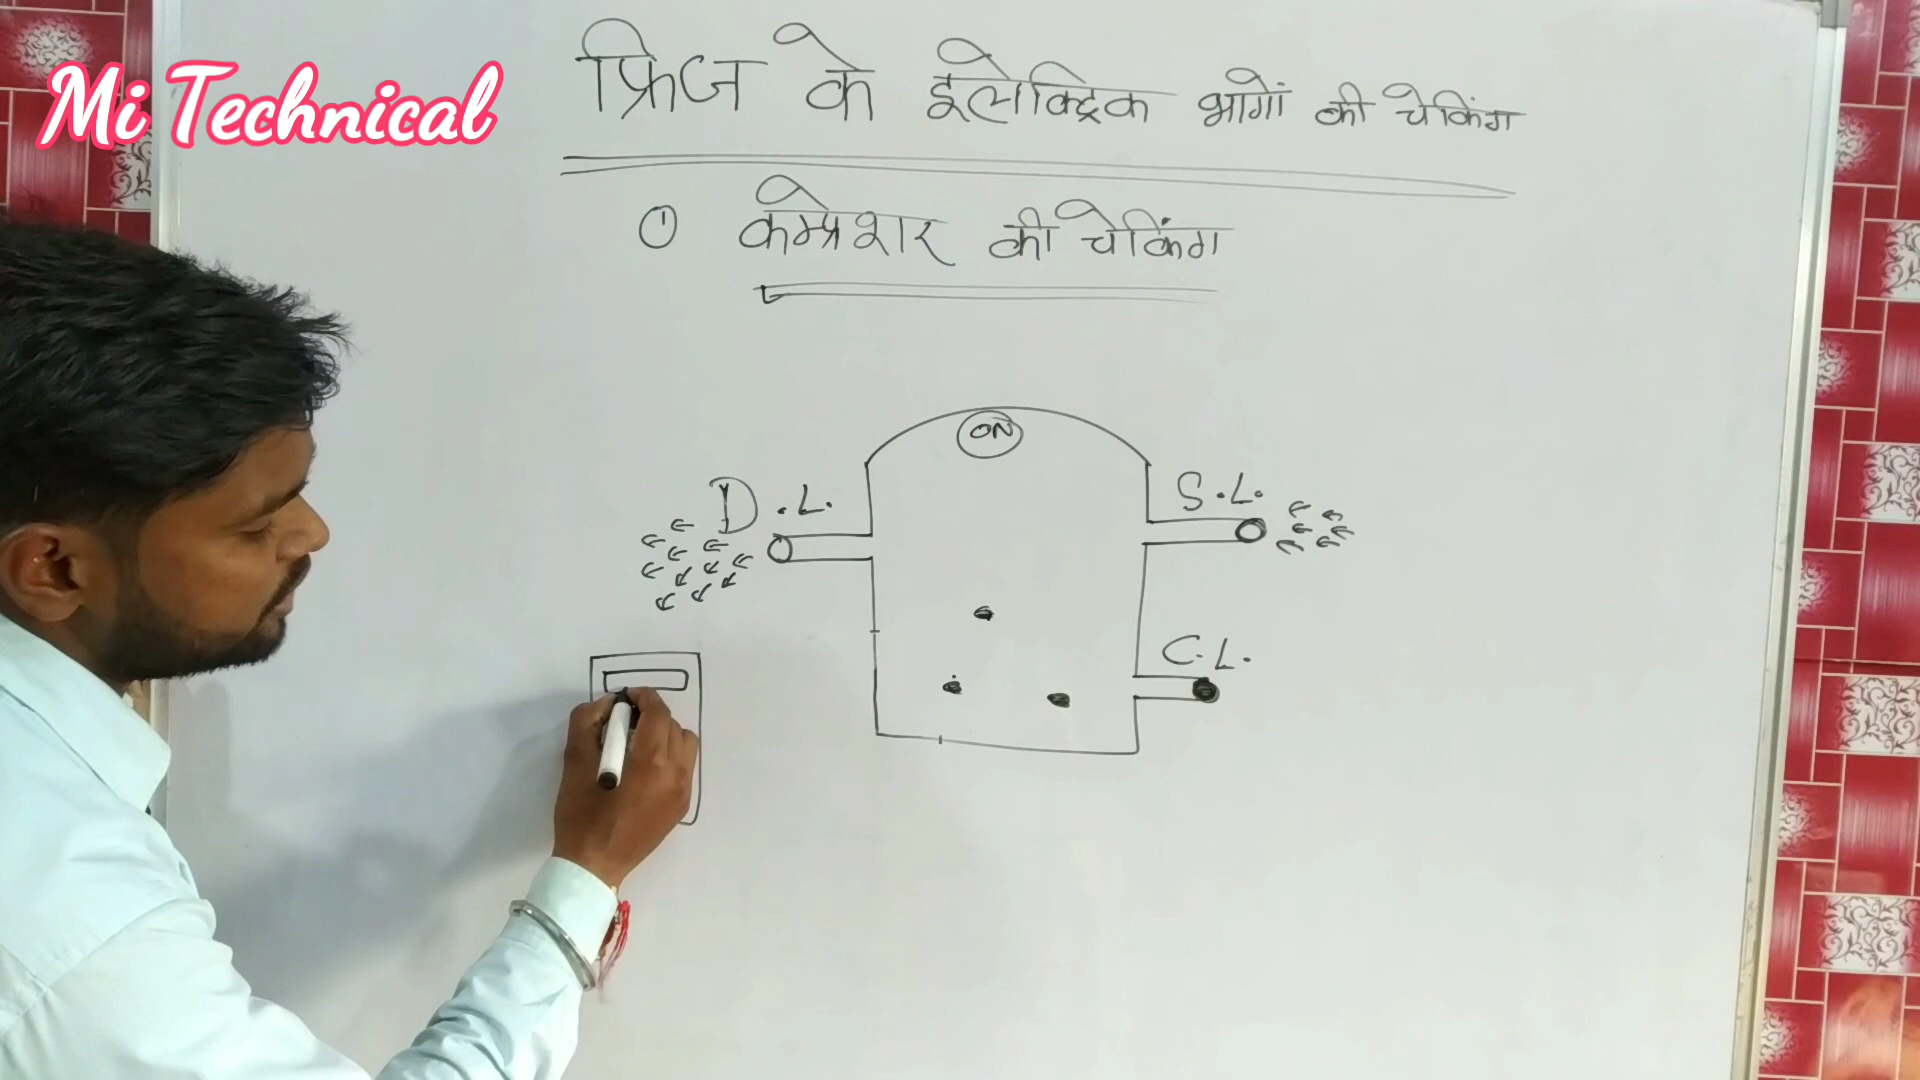 Mi Technical
फ्रिज के इलेक्ट्रिक भागों की चेकिंग
① कम्प्रेशर की चेकिंग
ON
D.L.
S.L.
C.L.